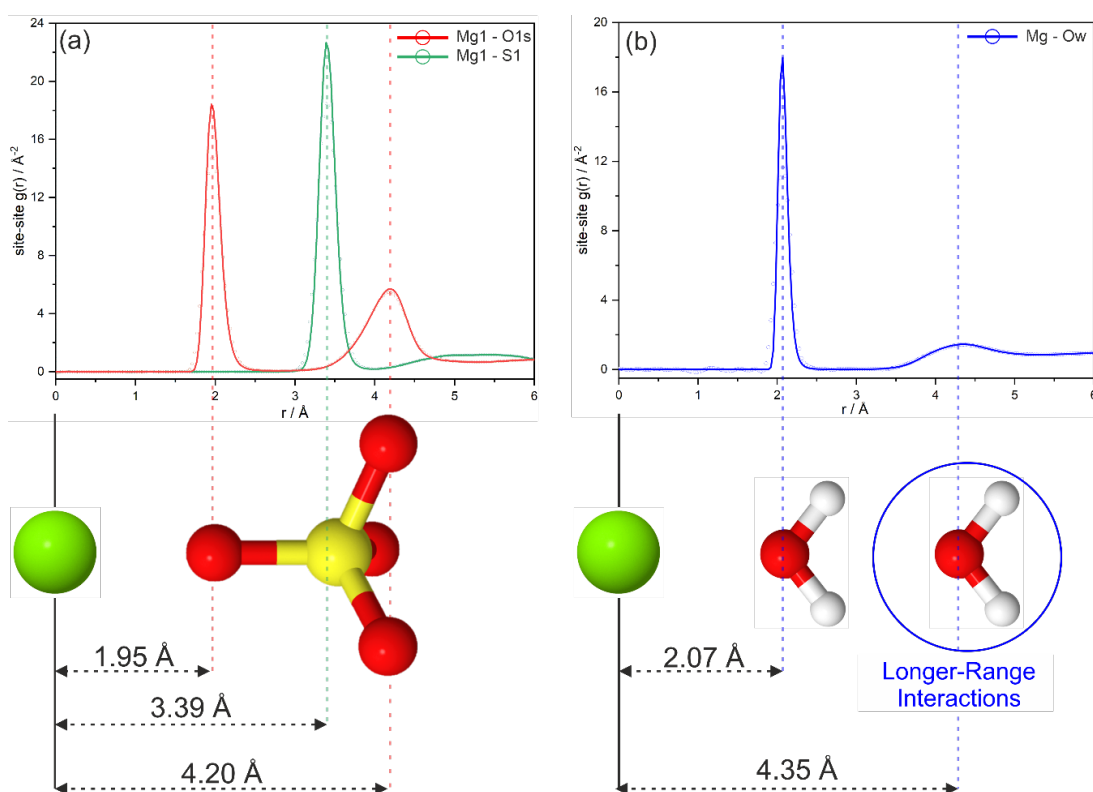 (a)
Mg1 - O1s
Mg1 - S1
24
20
16
12
8
4
0
site-site g(r) / Å-2
0 1 2 3 4 5 6
r / Å
1.95 Å
3.39 Å
4.20 Å
(b)
Mg - Ow
20
16
12
8
4
0
site-site g(r) / Å-2
0 1 2 3 4 5 6
r / Å
2.07 Å
Longer-Range
Interactions
4.35 Å